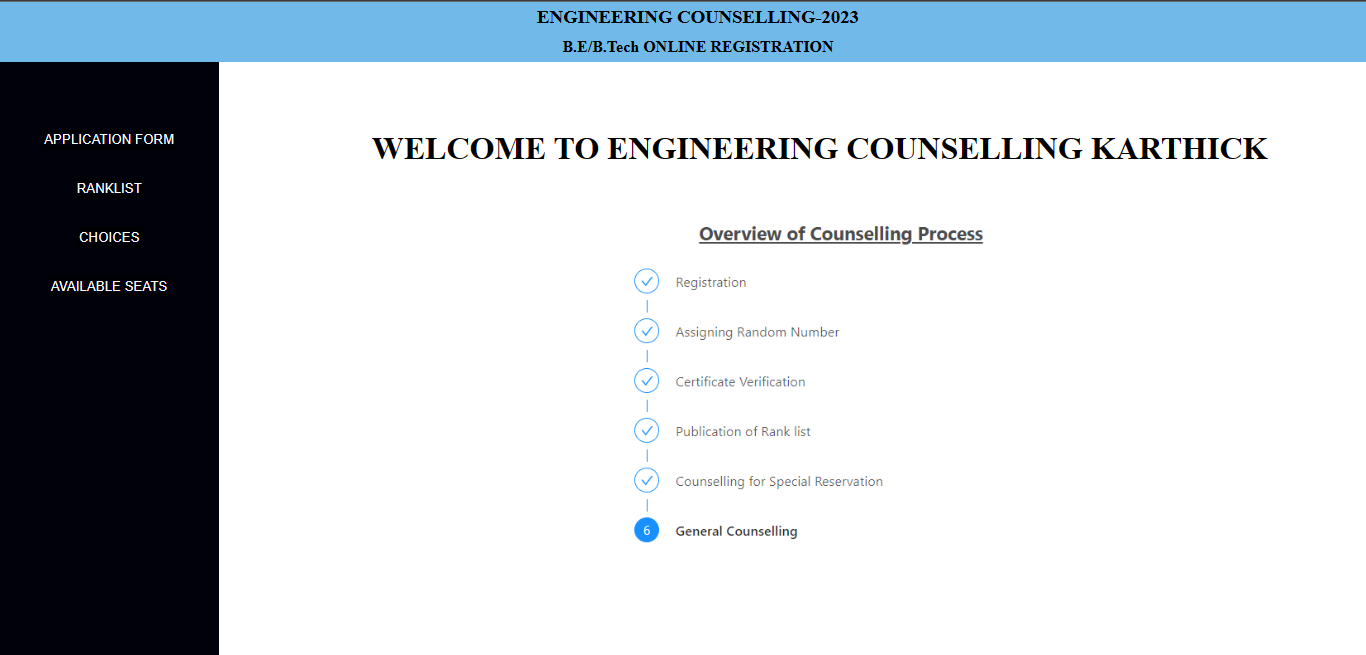 ENGINEERING COUNSELLING-2023
B.E/B.Tech ONLINE REGISTRATION
APPLICATION FORM
RANKLIST
CHOICES
AVAILABLE SEATS
WELCOME TO ENGINEERING COUNSELLING KARTHICK
Overview of Counselling Process
Registration
Assigning Random Number
Certificate Verification
Publication of Rank list
Counselling for Special Reservation
6 General Counselling